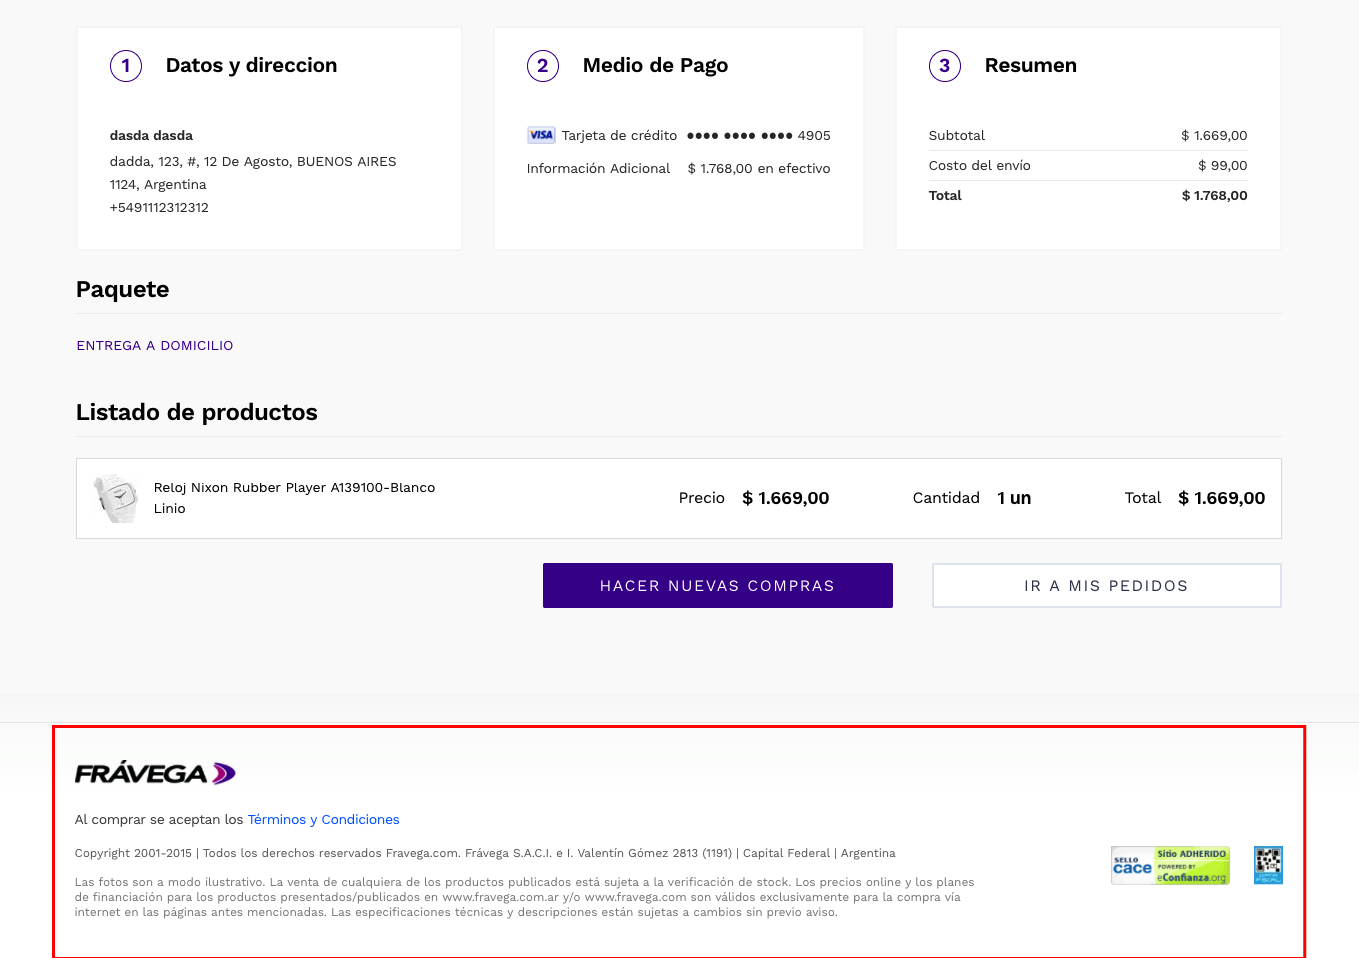 1 Datos y direccion
dasda dasda
dadda, 123, #, 12 De Agosto, BUENOS AIRES
1124, Argentina
+5491112312312
2 Medio de Pago
VISA Tarjeta de crédito ●●●● ●●●● ●●●● 4905
Información Adicional $ 1.768,00 en efectivo
3 Resumen
Subtotal $ 1.669,00
Costo del envío $ 99,00
Total $ 1.768,00
Paquete
ENTREGA A DOMICILIO
Listado de productos
Reloj Nixon Rubber Player A139100-Blanco
Linio
Precio $ 1.669,00 Cantidad 1 un Total $ 1.669,00
HACER NUEVAS COMPRAS
IR A MIS PEDIDOS
FRÁVEGA
Al comprar se aceptan los Términos y Condiciones
Copyright 2001-2015 | Todos los derechos reservados Fravega.com. Frávega S.A.C.I. e I. Valentín Gómez 2813 (1191) | Capital Federal | Argentina
Las fotos son a modo ilustrativo. La venta de cualquiera de los productos publicados está sujeta a la verificación de stock. Los precios online y los planes
de financiación para los productos presentados/publicados en www.fravega.com.ar y/o www.fravega.com son válidos exclusivamente para la compra vía
internet en las páginas antes mencionadas. Las especificaciones técnicas y descripciones están sujetas a cambios sin previo aviso.
SELLO
cace
Sitio ADHERIDO
POWERED BY
eConfianza.org